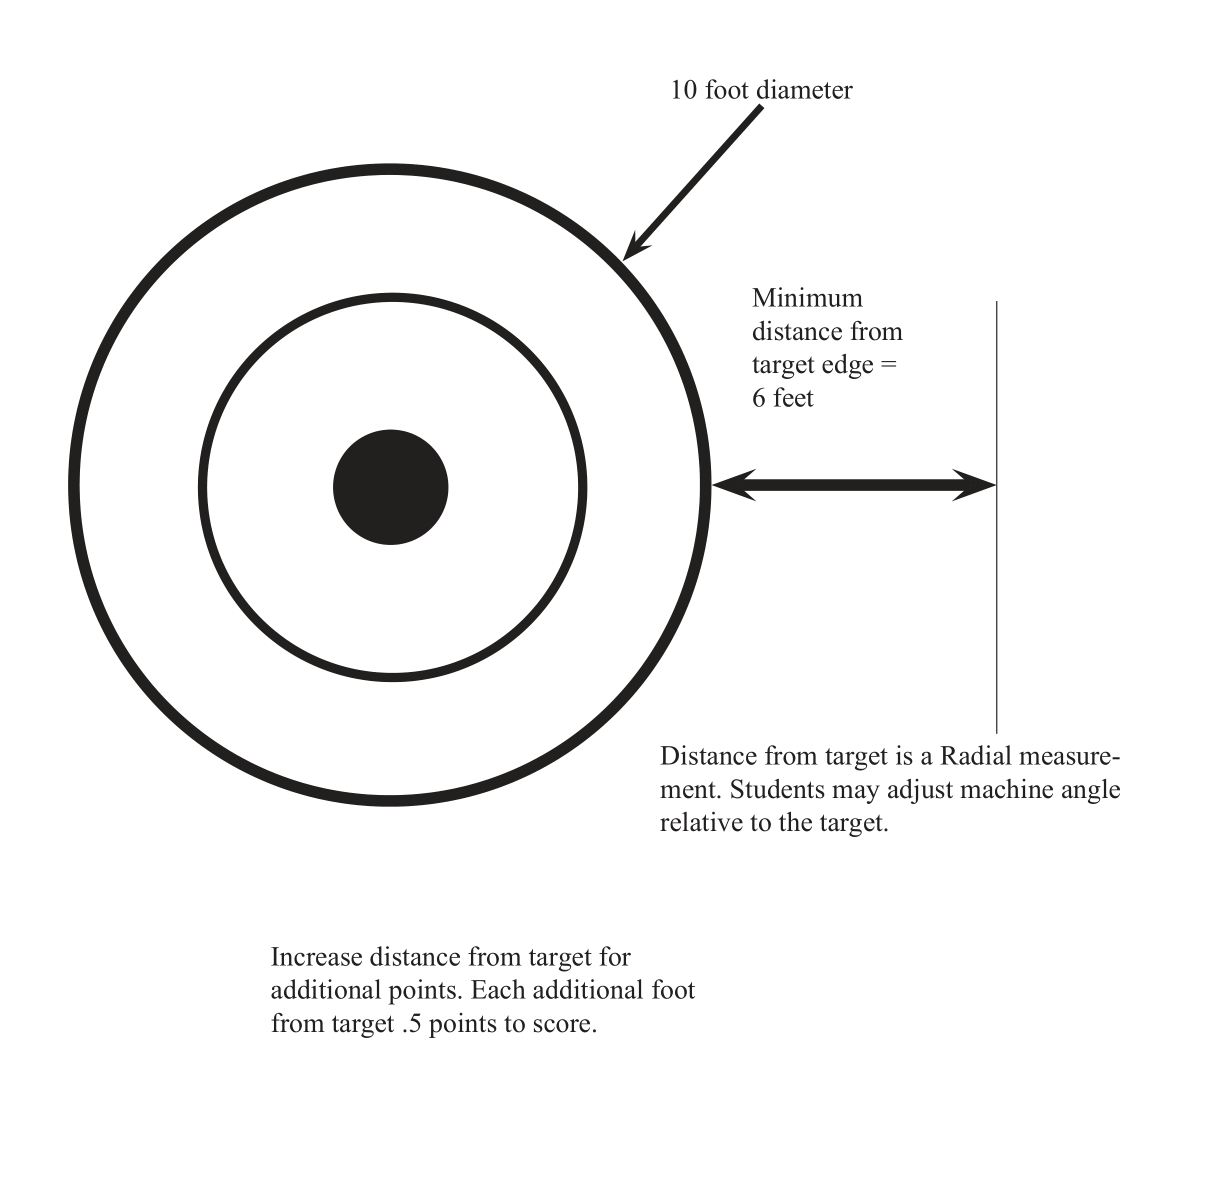 10 foot diameter
Minimum
distance from
target edge =
6 feet
Distance from target is a Radial measure-
ment. Students may adjust machine angle
relative to the target.
Increase distance from target for
additional points. Each additional foot
from target .5 points to score.